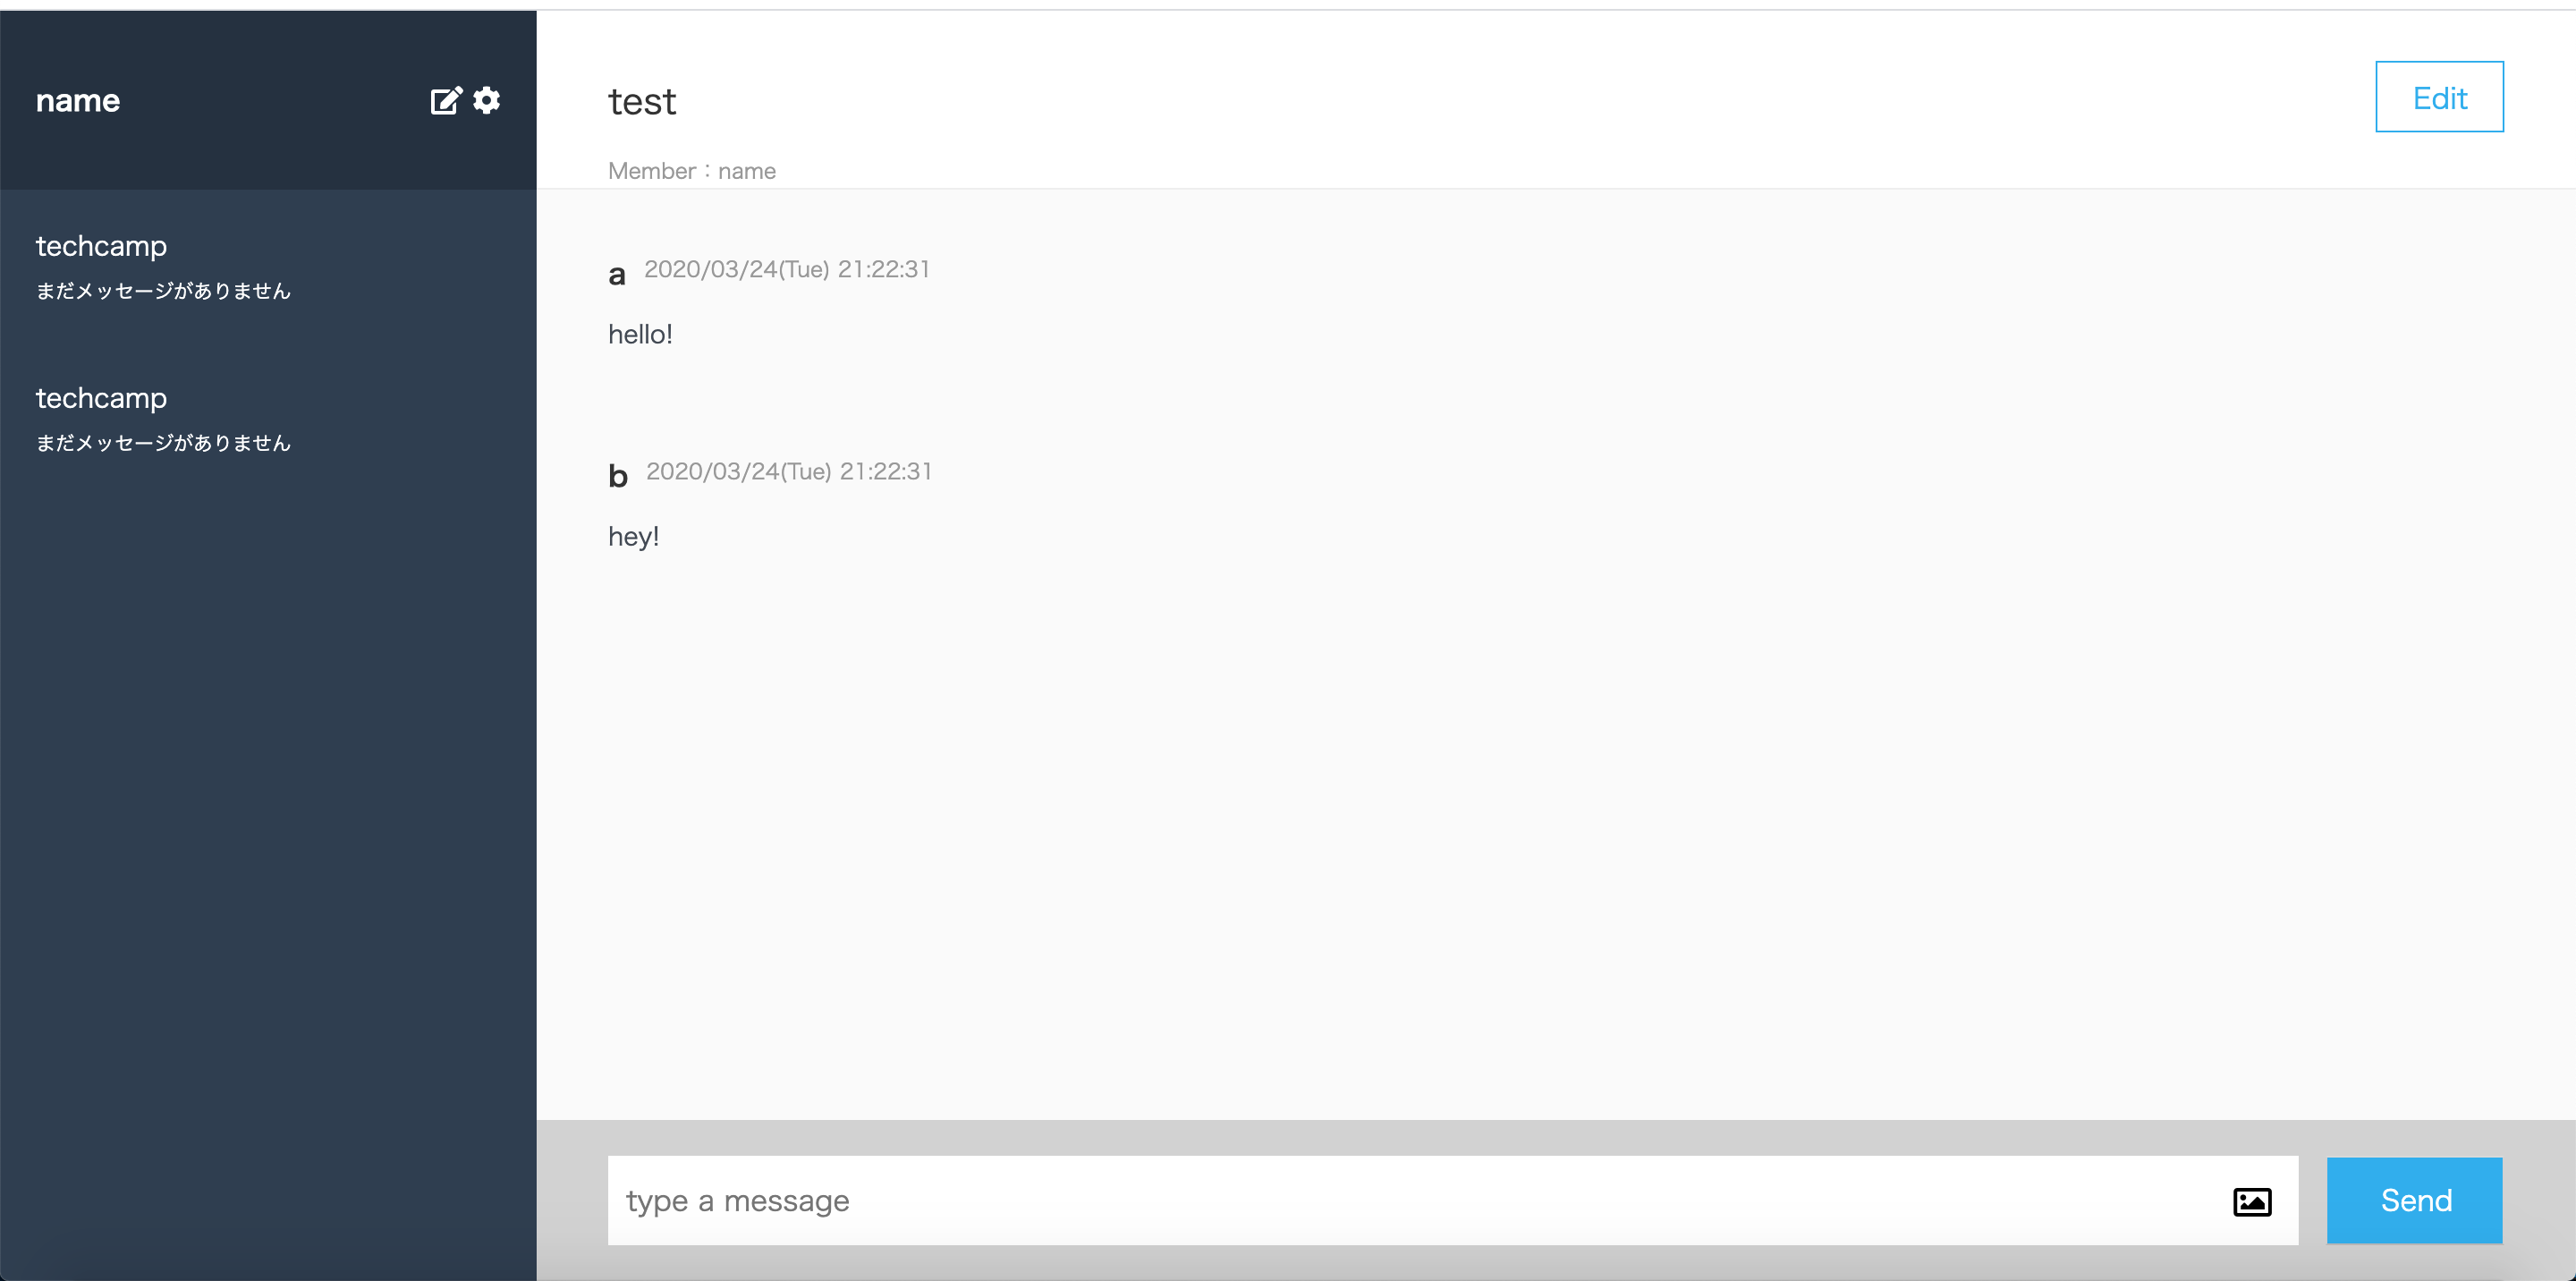 name
techcamp
まだメッセージがありません
techcamp
まだメッセージがありません
test
Edit
Member：name
a 2020/03/24(Tue) 21:22:31
hello!
b 2020/03/24(Tue) 21:22:31
hey!
type a message
Send